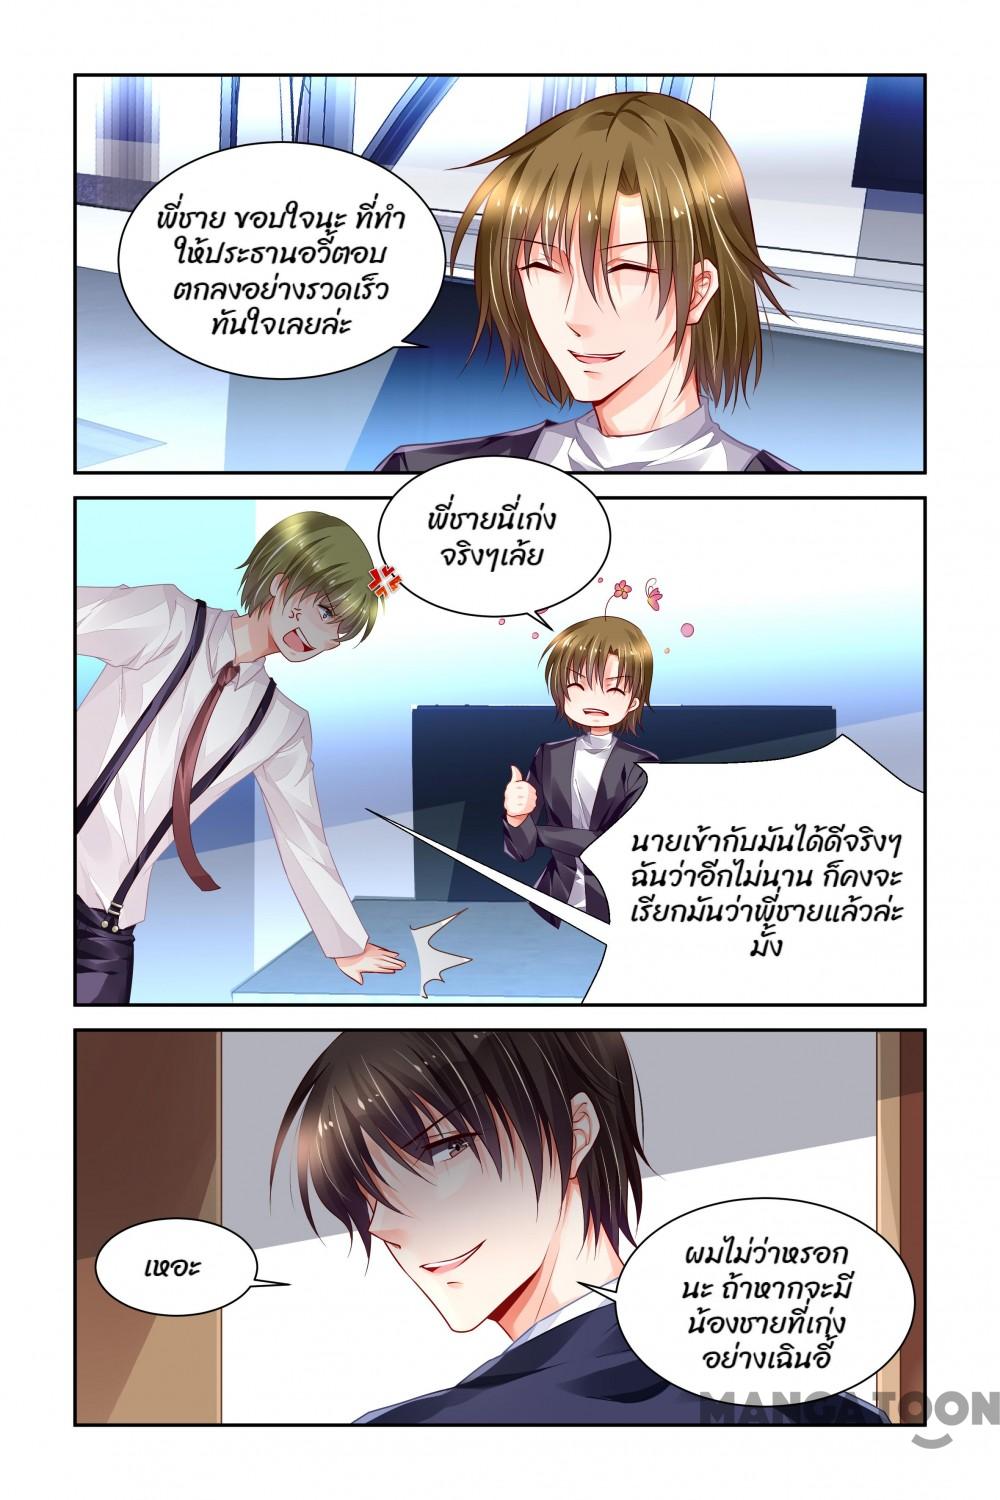 พี่ชาย ขอบใจนะ ที่ทำ
ให้ประธานอวี้ตอบ
ตกลงอย่างรวดเร็ว
ทันใจเลยล่ะ
พี่ชายนี่เก่ง
จริงๆเล้ย
นายเข้ากับมันได้ดีจริงๆ
ฉันว่าอีกไม่นาน ก็คงจะ
เรียกมันว่าพี่ชายแล้วล่ะ
มั้ง
เหอะ
ผมไม่ว่าหรอก
นะ ถ้าหากจะมี
น้องชายที่เก่ง
อย่างเฉินอี้
MANGATOON